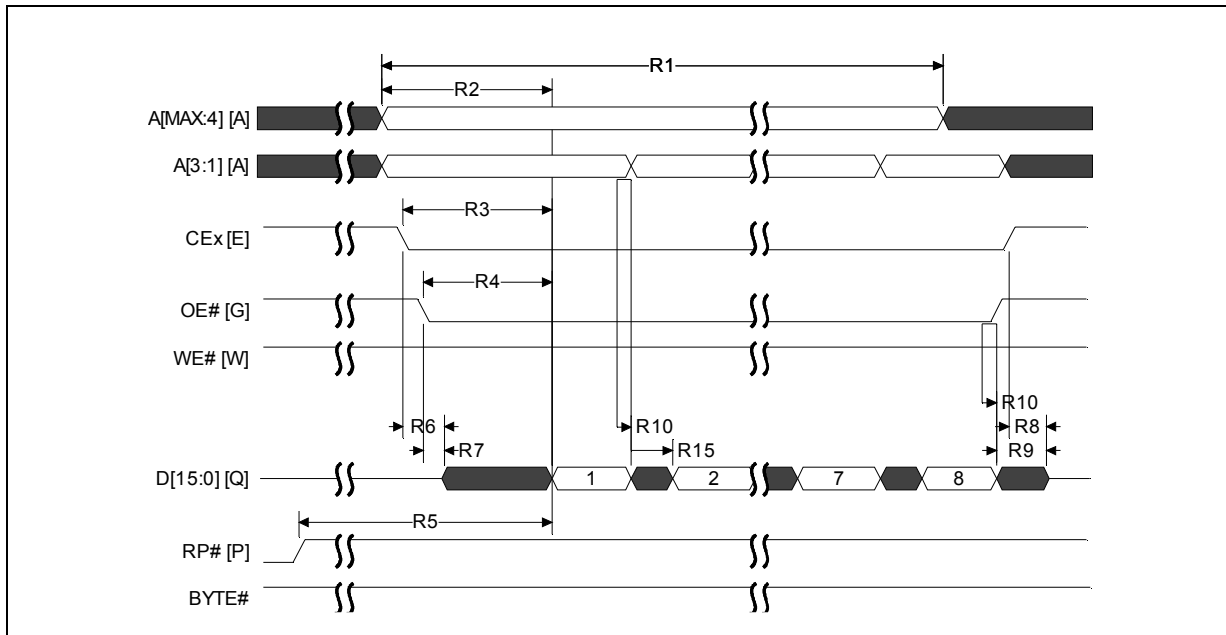 R1
R2
A[MAX:4] [A]
A[3:1] [A]
R3
CEx [E]
R4
OE# [G]
WE# [W]
R10
R6
R10
R8
R7
R15
R9
D[15:0] [Q]
1
2
7
8
R5
RP# [P]
BYTE#